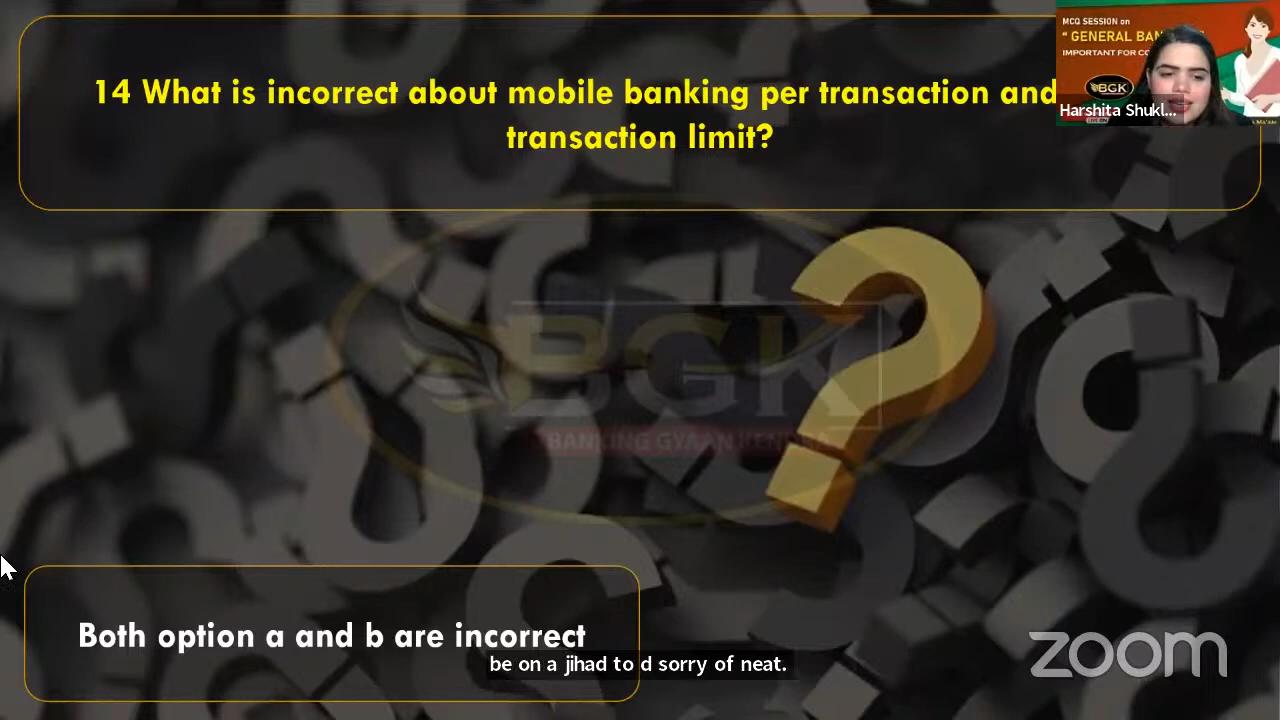 14 What is incorrect about mobile banking per transaction and
transaction limit?
MCQ SESSION on
" GENERAL BAN
IMPORTANT FOR CO
BGK
Harshita Shukl...
BGK
BANKING GYAAN KENDRA
Both option a and b are incorrect
be on a jihad to d sorry of neat.
zoom